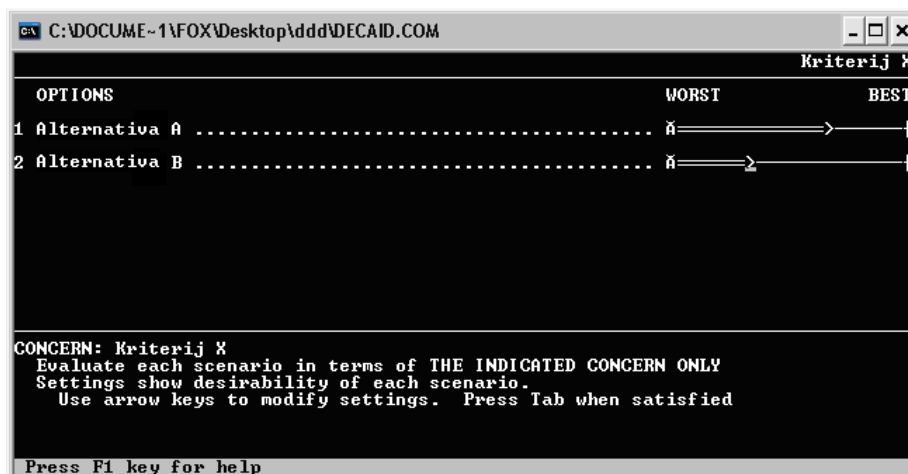 C:\DOCUME~1\FOX\Desktop\ddd\DECAID.COM
Kriterij X
OPTIONS WORST BEST
1 Alternativa A ......................................... Ă
2 Alternativa B ......................................... Ă
CONCERN: Kriterij X
Evaluate each scenario in terms of THE INDICATED CONCERN ONLY
Settings show desirability of each scenario.
Use arrow keys to modify settings. Press Tab when satisfied
Press F1 key for help